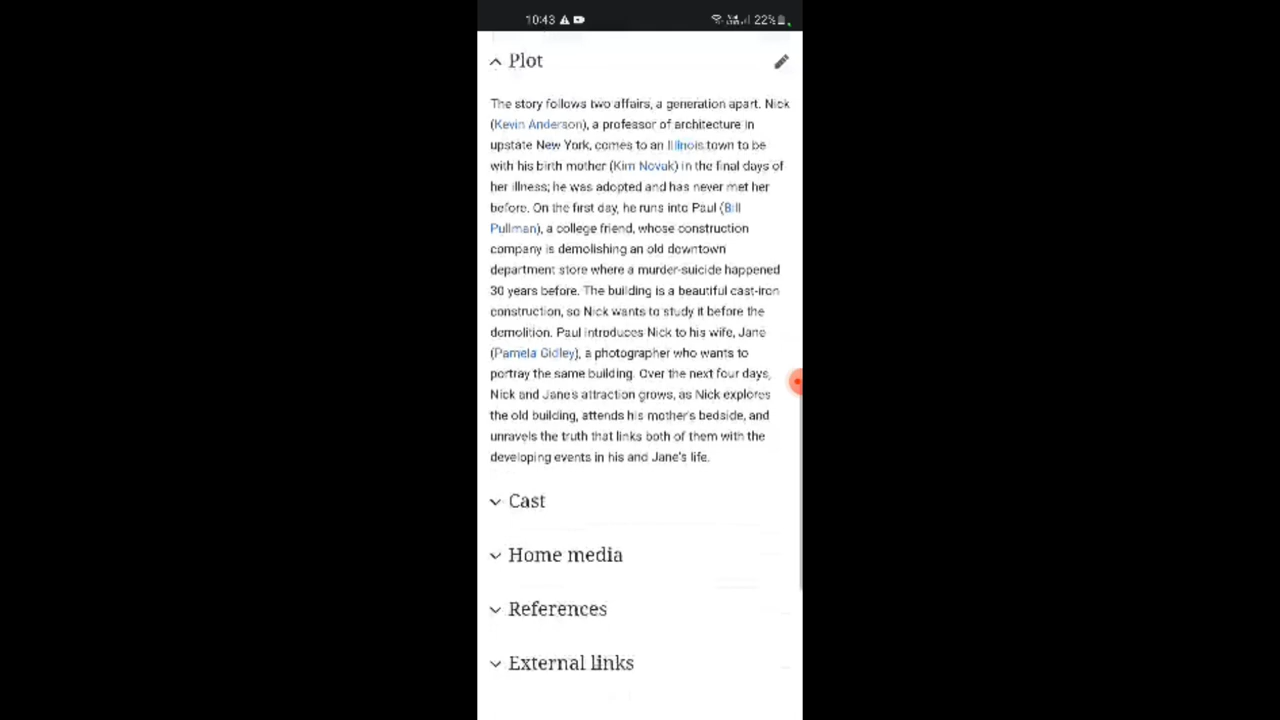 10:43 22%
Plot
The story follows two affairs, a generation apart. Nick
(Kevin Anderson), a professor of architecture in
upstate New York, comes to an Illinois town to be
with his birth mother (Kim Novak) in the final days of
her illness; he was adopted and has never met her
before. On the first day, he runs into Paul (Bill
Pullman), a college friend, whose construction
company is demolishing an old downtown
department store where a murder-suicide happened
30 years before. The building is a beautiful cast-iron
construction, so Nick wants to study it before the
demolition. Paul introduces Nick to his wife, Jane
(Pamela Gidley), a photographer who wants to
portray the same building. Over the next four days,
Nick and Jane's attraction grows, as Nick explores
the old building, attends his mother's bedside, and
unravels the truth that links both of them with the
developing events in his and Jane's life.
Cast
Home media
References
External links